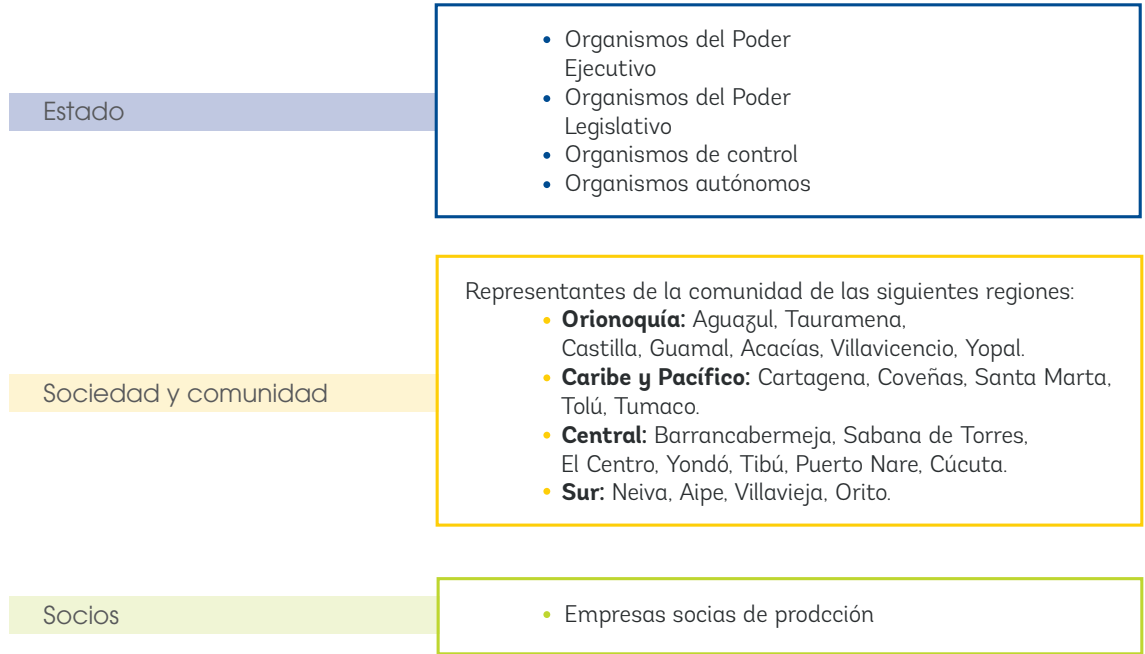 Estado
• Organismos del Poder
Ejecutivo
• Organismos del Poder
Legislativo
• Organismos de control
• Organismos autónomos
Sociedad y comunidad
Representantes de la comunidad de las siguientes regiones:
• Orionoquía: Aguazul, Tauramena,
Castilla, Guamal, Acacías, Villavicencio, Yopal.
• Caribe y Pacífico: Cartagena, Coveñas, Santa Marta,
Tolú, Tumaco.
• Central: Barrancabermeja, Sabana de Torres,
El Centro, Yondó, Tibú, Puerto Nare, Cúcuta.
• Sur: Neiva, Aipe, Villavieja, Orito.
Socios
• Empresas socias de prodcción